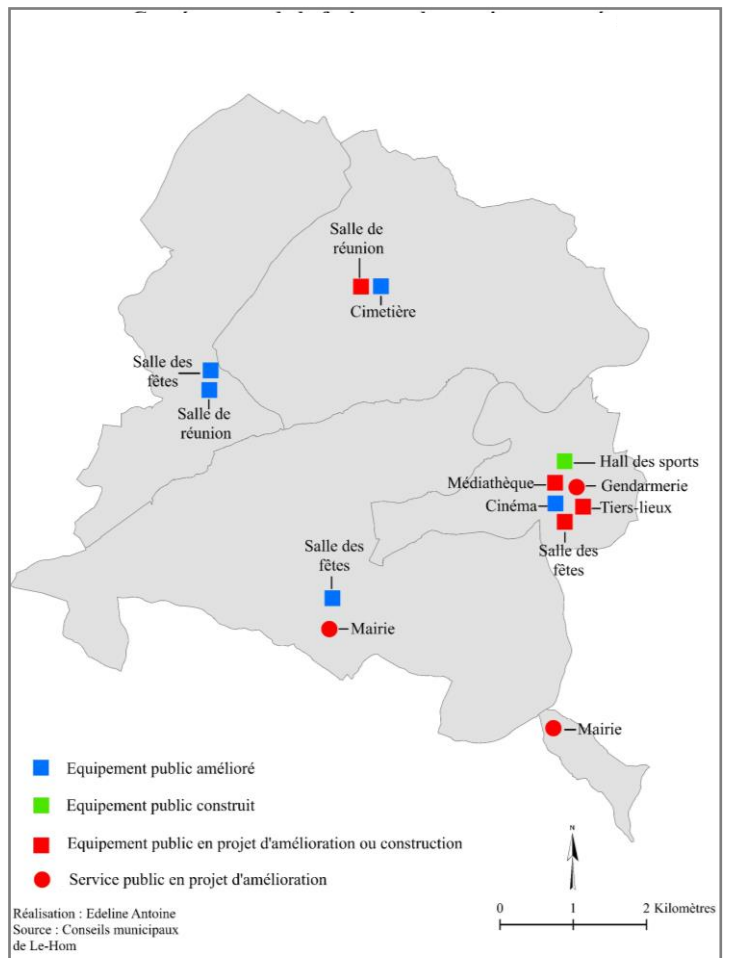 Salle de
réunion
Cimetière
Salle des
fêtes
Salle de
réunion
Hall des sports
Médiathèque
Gendarmerie
Cinéma
Tiers-lieux
Salle des
fêtes
Salle des
fêtes
Mairie
Mairie
Equipement public amélioré
Equipement public construit
Equipement public en projet d'amélioration ou construction
Service public en projet d'amélioration
N
Réalisation : Edeline Antoine
Source : Conseils municipaux
de Le-Hom
0 1 2 Kilomètres